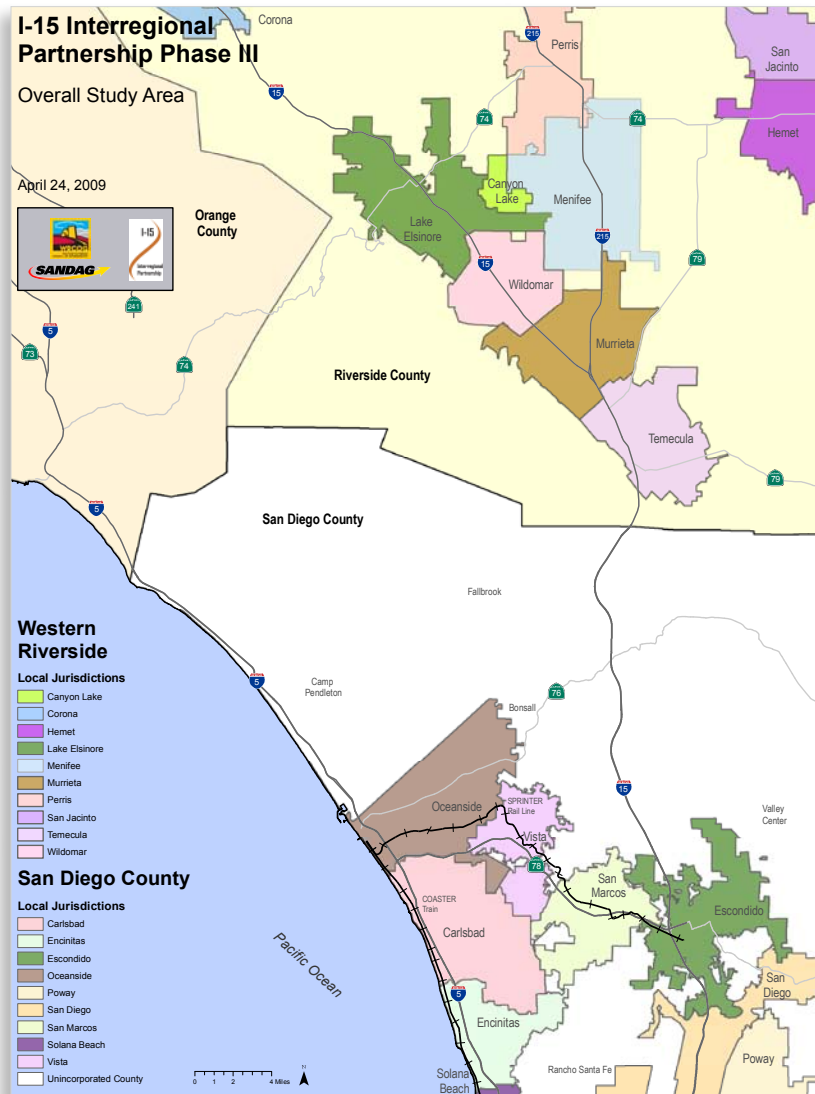 I-15 Interregional
Partnership Phase III
Overall Study Area
April 24, 2009
SANDAG
I-15
Interregional
Partnership
Corona
Perris
San
Jacinto
Hemet
215
15
74
74
Canyon
Lake
Menifee
Lake
Elsinore
Orange
County
215
15
79
Wildomar
241
5
73
74
Murrieta
Riverside County
Temecula
79
5
San Diego County
Fallbrook
Camp
Pendleton
5
76
Bonsall
15
Valley
Center
Oceanside
SPRINTER
Rail Line
Vista
78
San
Marcos
Escondido
COASTER
Train
Carlsbad
Pacific Ocean
San
Diego
5
Encinitas
Rancho Santa Fe
Poway
Solana
Beach
Western
Riverside
Local Jurisdictions
Canyon Lake
Corona
Hemet
Lake Elsinore
Menifee
Murrieta
Perris
San Jacinto
Temecula
Wildomar
San Diego County
Local Jurisdictions
Carlsbad
Encinitas
Escondido
Oceanside
Poway
San Diego
San Marcos
Solana Beach
Vista
Unincorporated County
0 1 2 4 Miles
N